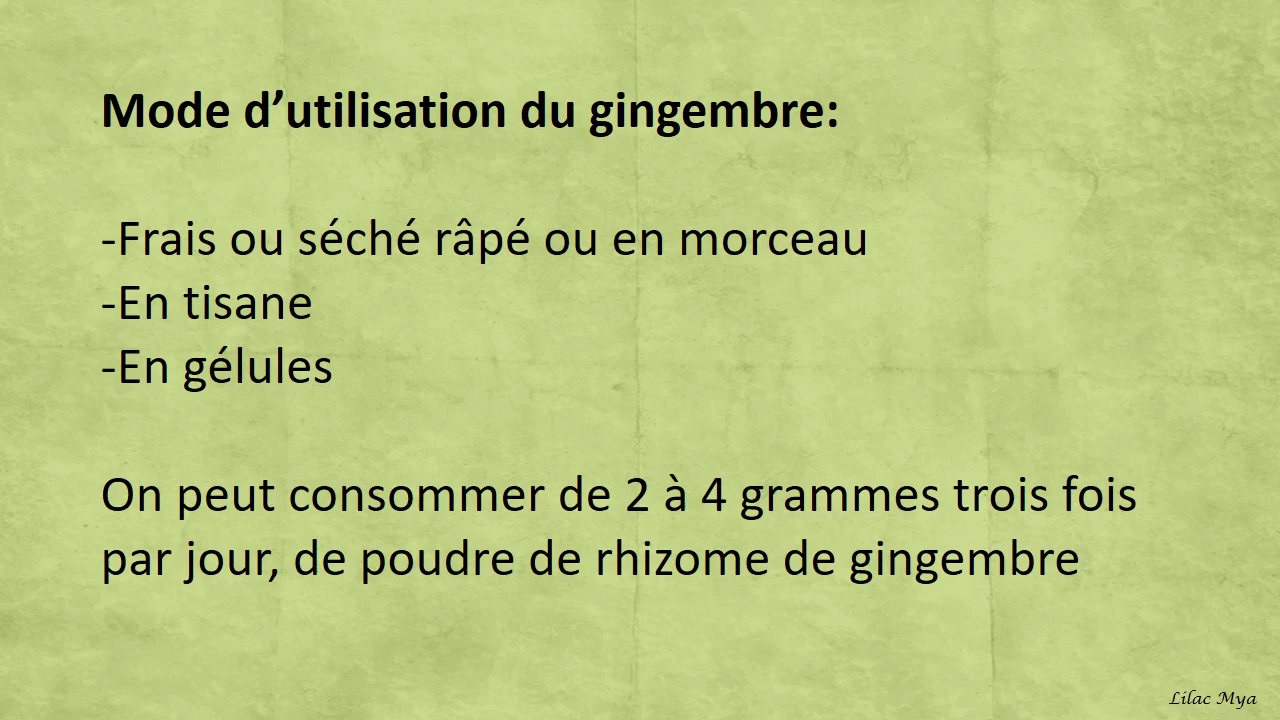 Mode d’utilisation du gingembre:
-Frais ou séché râpé ou en morceau
-En tisane
-En gélules
On peut consommer de 2 à 4 grammes trois fois
par jour, de poudre de rhizome de gingembre
Lilac Mya